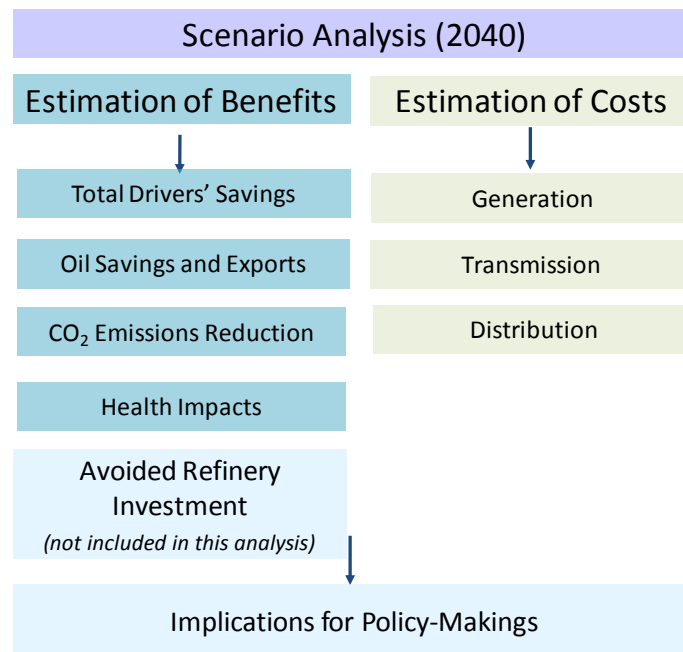 Scenario Analysis (2040)
Estimation of Benefits
Total Drivers’ Savings
Oil Savings and Exports
CO₂ Emissions Reduction
Health Impacts
Avoided Refinery
Investment
(not included in this analysis)
Estimation of Costs
Generation
Transmission
Distribution
Implications for Policy-Makings